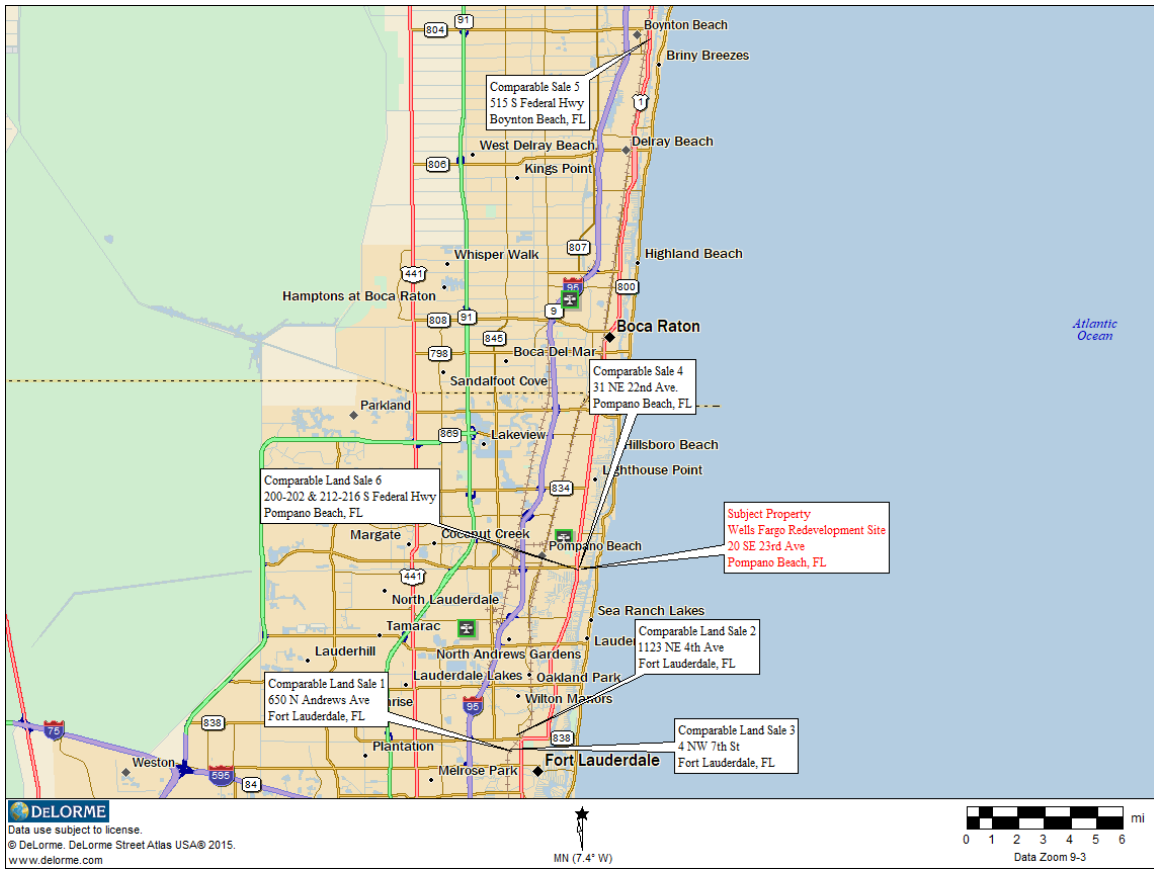 Boynton Beach
804
91
Briny Breezes
Comparable Sale 5
515 S Federal Hwy
Boynton Beach, FL
1
Delray Beach
West Delray Beach
806
Kings Point
807
Highland Beach
Whisper Walk
441
95
800
Hamptons at Boca Raton
9
808
91
Boca Raton
Atlantic
Ocean
845
798
Boca Del Mar
Comparable Sale 4
31 NE 22nd Ave.
Pompano Beach, FL
Sandalfoot Cove
Parkland
869
Lakeview
Hillsboro Beach
Lighthouse Point
Comparable Land Sale 6
200-202 & 212-216 S Federal Hwy
Pompano Beach, FL
834
Subject Property
Wells Fargo Redevelopment Site
20 SE 23rd Ave
Pompano Beach, FL
Margate
Coconut Creek
Pompano Beach
441
North Lauderdale
Sea Ranch Lakes
Tamarac
Comparable Land Sale 2
1123 NE 4th Ave
Fort Lauderdale, FL
Lauder
Lauderhill
North Andrews Gardens
Comparable Land Sale 1
650 N Andrews Ave
Fort Lauderdale, FL
Lauderdale Lakes
Oakland Park
nrise
95
Wilton Manors
75
838
838
Comparable Land Sale 3
4 NW 7th St
Fort Lauderdale, FL
Plantation
Weston
595
84
Melrose Park
Fort Lauderdale
DELORME
Data use subject to license.
© DeLorme. DeLorme Street Atlas USA® 2015.
www.delorme.com
MN (7.4° W)
mi
0 1 2 3 4 5 6
Data Zoom 9-3